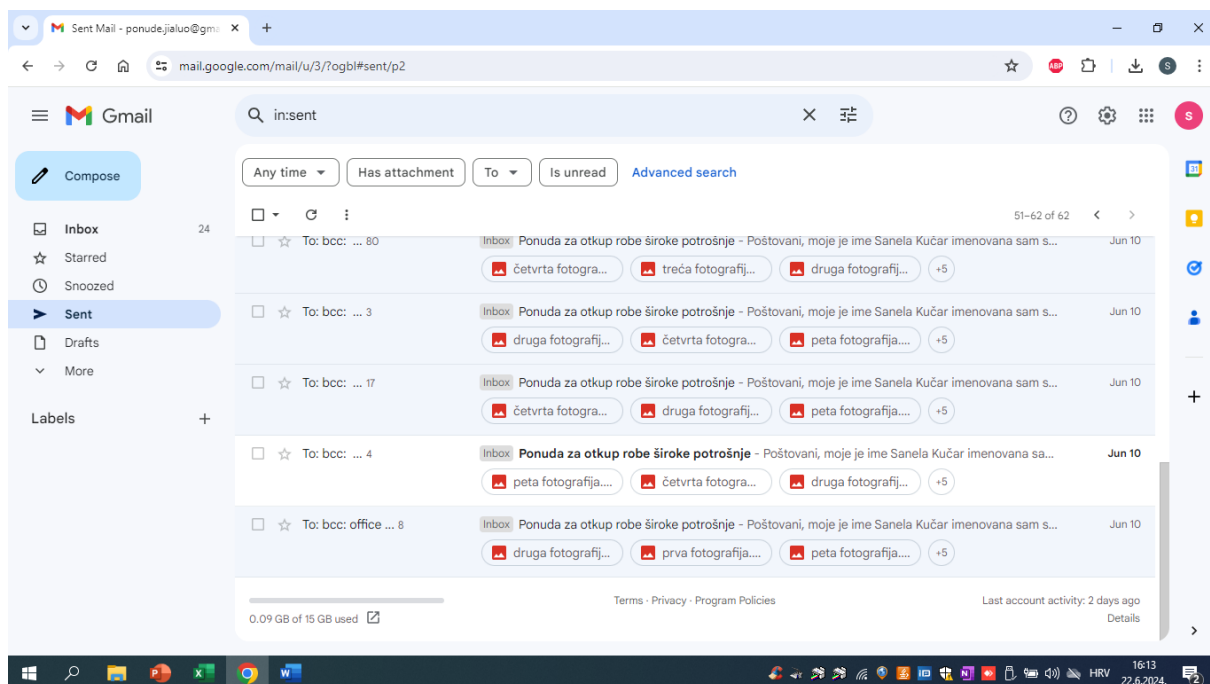 Sent Mail - ponude.jialuo@gma
mail.google.com/mail/u/3/?ogbl#sent/p2
ABP
S
Gmail
in:sent
S
Compose
Any time
Has attachment
To
Is unread
Advanced search
31
51–62 of 62
Inbox 24
Starred
Snoozed
Sent
Drafts
More
Labels
To: bcc: ... 80 Inbox Ponuda za otkup robe široke potrošnje - Poštovani, moje je ime Sanela Kučar imenovana sam s... Jun 10
četvrta fotogra... treća fotografij... druga fotografij... +5
To: bcc: ... 3 Inbox Ponuda za otkup robe široke potrošnje - Poštovani, moje je ime Sanela Kučar imenovana sam s... Jun 10
druga fotografij... četvrta fotogra... peta fotografija.... +5
To: bcc: ... 17 Inbox Ponuda za otkup robe široke potrošnje - Poštovani, moje je ime Sanela Kučar imenovana sam s... Jun 10
četvrta fotogra... druga fotografij... peta fotografija.... +5
To: bcc: ... 4 Inbox Ponuda za otkup robe široke potrošnje - Poštovani, moje je ime Sanela Kučar imenovana sa... Jun 10
peta fotografija.... četvrta fotogra... druga fotografij... +5
To: bcc: office ... 8 Inbox Ponuda za otkup robe široke potrošnje - Poštovani, moje je ime Sanela Kučar imenovana sam s... Jun 10
druga fotografij... prva fotografija.... peta fotografija.... +5
Terms · Privacy · Program Policies
Last account activity: 2 days ago
0.09 GB of 15 GB used
Details
HRV
16:13
22.6.2024.
2